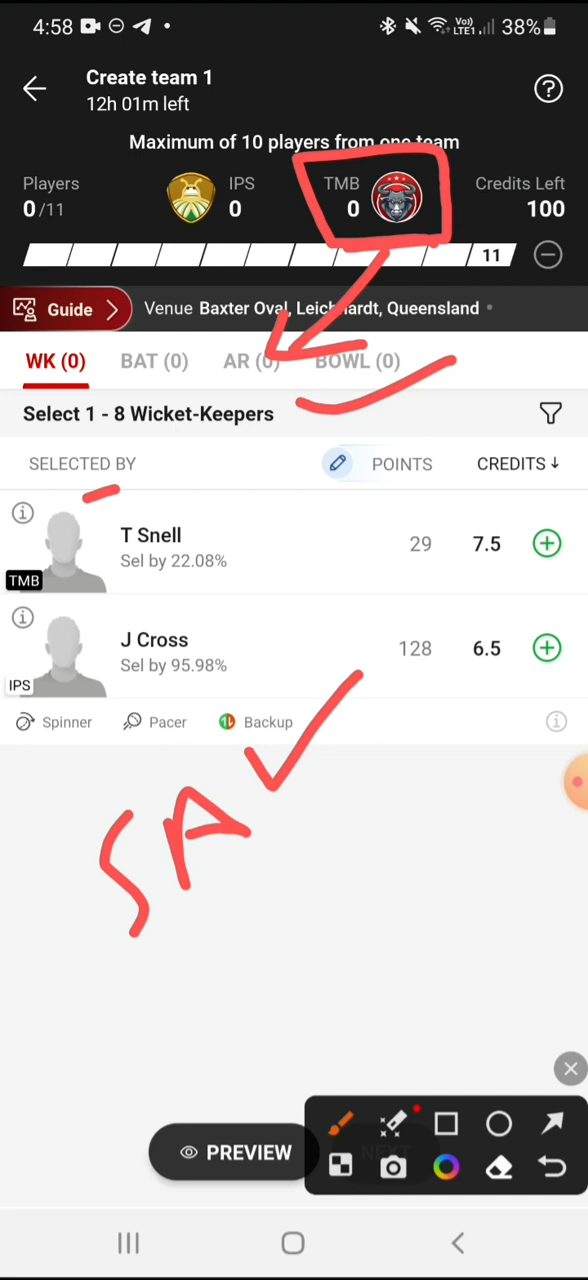 4:58 Vo)) LTE1 38%
Create team 1
12h 01m left
Maximum of 10 players from one team
Players IPS TMB Credits Left
0/11 0 0 100
11
Guide Venue Baxter Oval, Leichhardt, Queensland
WK (0) BAT (0) AR (0) BOWL (0)
Select 1 - 8 Wicket-Keepers
SELECTED BY POINTS CREDITS↓
T Snell
Sel by 22.08%
29 7.5
TMB
J Cross
Sel by 95.98%
128 6.5
IPS
Spinner Pacer Backup
SA
PREVIEW NEXT